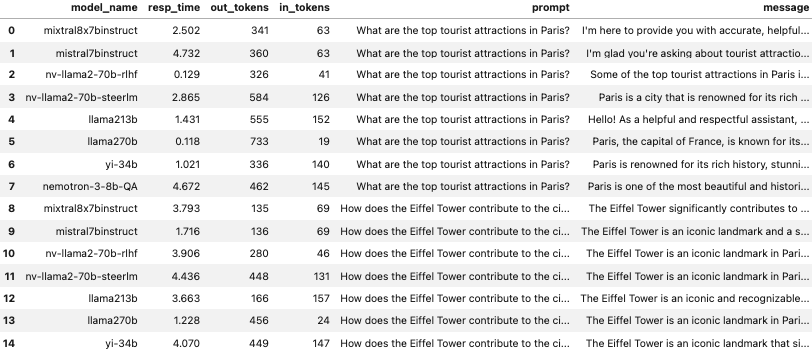 model_name resp_time out_tokens in_tokens prompt message
0 mixtral8x7binstruct 2.502 341 63 What are the top tourist attractions in Paris? I'm here to provide you with accurate, helpful...
1 mistral7binstruct 4.732 360 63 What are the top tourist attractions in Paris? I'm glad you're asking about tourist attractio...
2 nv-llama2-70b-rlhf 0.129 326 41 What are the top tourist attractions in Paris? Some of the top tourist attractions in Paris i...
3 nv-llama2-70b-steerlm 2.865 584 126 What are the top tourist attractions in Paris? Paris is a city that is renowned for its rich ...
4 llama213b 1.431 555 152 What are the top tourist attractions in Paris? Hello! As a helpful and respectful assistant, ...
5 llama270b 0.118 733 19 What are the top tourist attractions in Paris? Paris, the capital of France, is known for its...
6 yi-34b 1.021 336 140 What are the top tourist attractions in Paris? Paris is renowned for its rich history, stunni...
7 nemotron-3-8b-QA 4.672 462 145 What are the top tourist attractions in Paris? Paris is one of the most beautiful and histori...
8 mixtral8x7binstruct 3.793 135 69 How does the Eiffel Tower contribute to the ci... The Eiffel Tower significantly contributes to ...
9 mistral7binstruct 1.716 136 69 How does the Eiffel Tower contribute to the ci... The Eiffel Tower is an iconic landmark and a s...
10 nv-llama2-70b-rlhf 3.906 280 46 How does the Eiffel Tower contribute to the ci... The Eiffel Tower is an iconic landmark in Pari...
11 nv-llama2-70b-steerlm 4.436 448 131 How does the Eiffel Tower contribute to the ci... The Eiffel Tower is an iconic landmark in Pari...
12 llama213b 3.663 166 157 How does the Eiffel Tower contribute to the ci... The Eiffel Tower is an iconic and recognizable...
13 llama270b 1.228 456 24 How does the Eiffel Tower contribute to the ci... The Eiffel Tower is an iconic landmark in Pari...
14 yi-34b 4.070 449 147 How does the Eiffel Tower contribute to the ci... The Eiffel Tower is an iconic landmark that si...